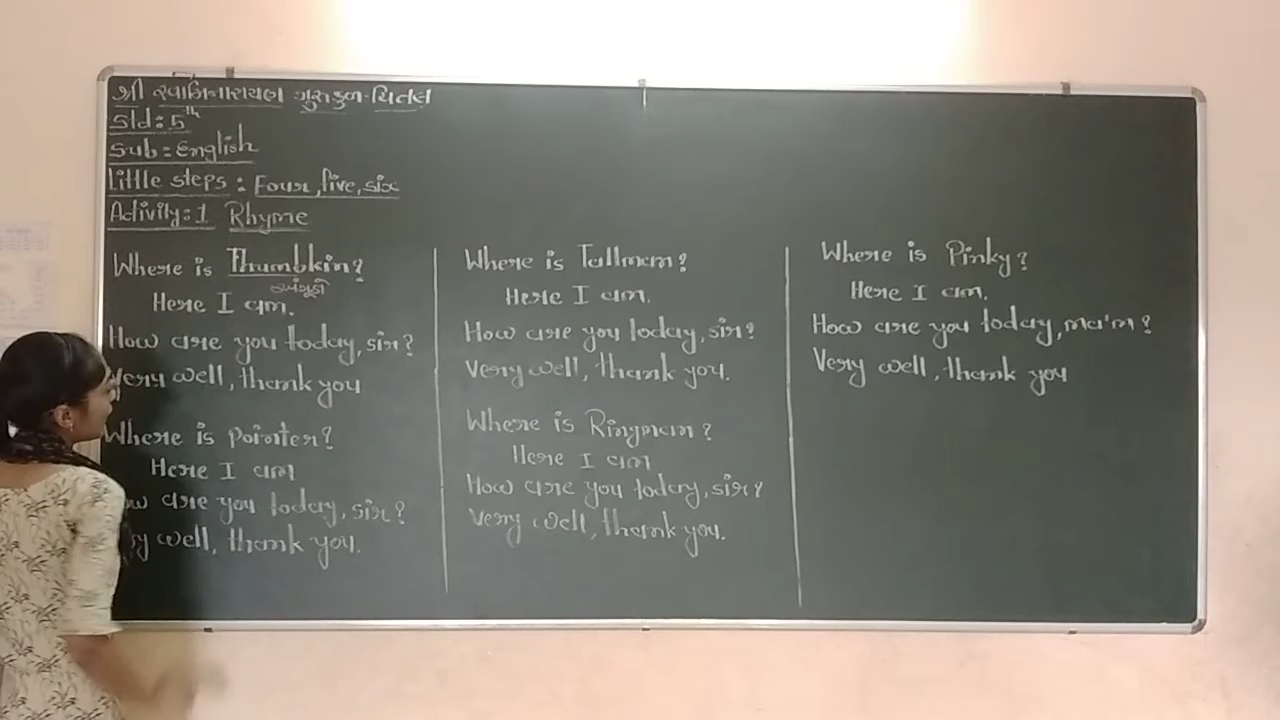 શ્રી સ્વામિનારાયણ ગુરુકુળ-ચિતલ
Std: 5th
Sub: English
Little steps: Four, five, six
Activity: 1 Rhyme
Where is Thumbkin?
અંગૂઠો
Here I am.
How are you today, sir?
Very well, thank you
Where is pointer?
Here I am
How are you today, sir?
well, thank you.
Where is Tallman?
Here I am.
How are you today, sir?
Very well, thank you.
Where is Ringman?
Here I am
How are you today, sir?
Very well, thank you.
Where is Pinky?
Here I am.
How are you today, ma'm?
Very well, thank you